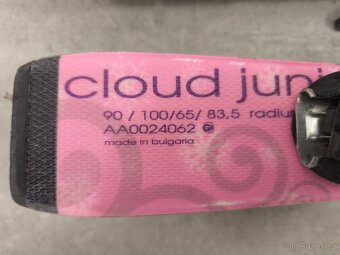 cloud juni
90 / 100/65/ 83,5 radius
AA0024062
made in bulgaria